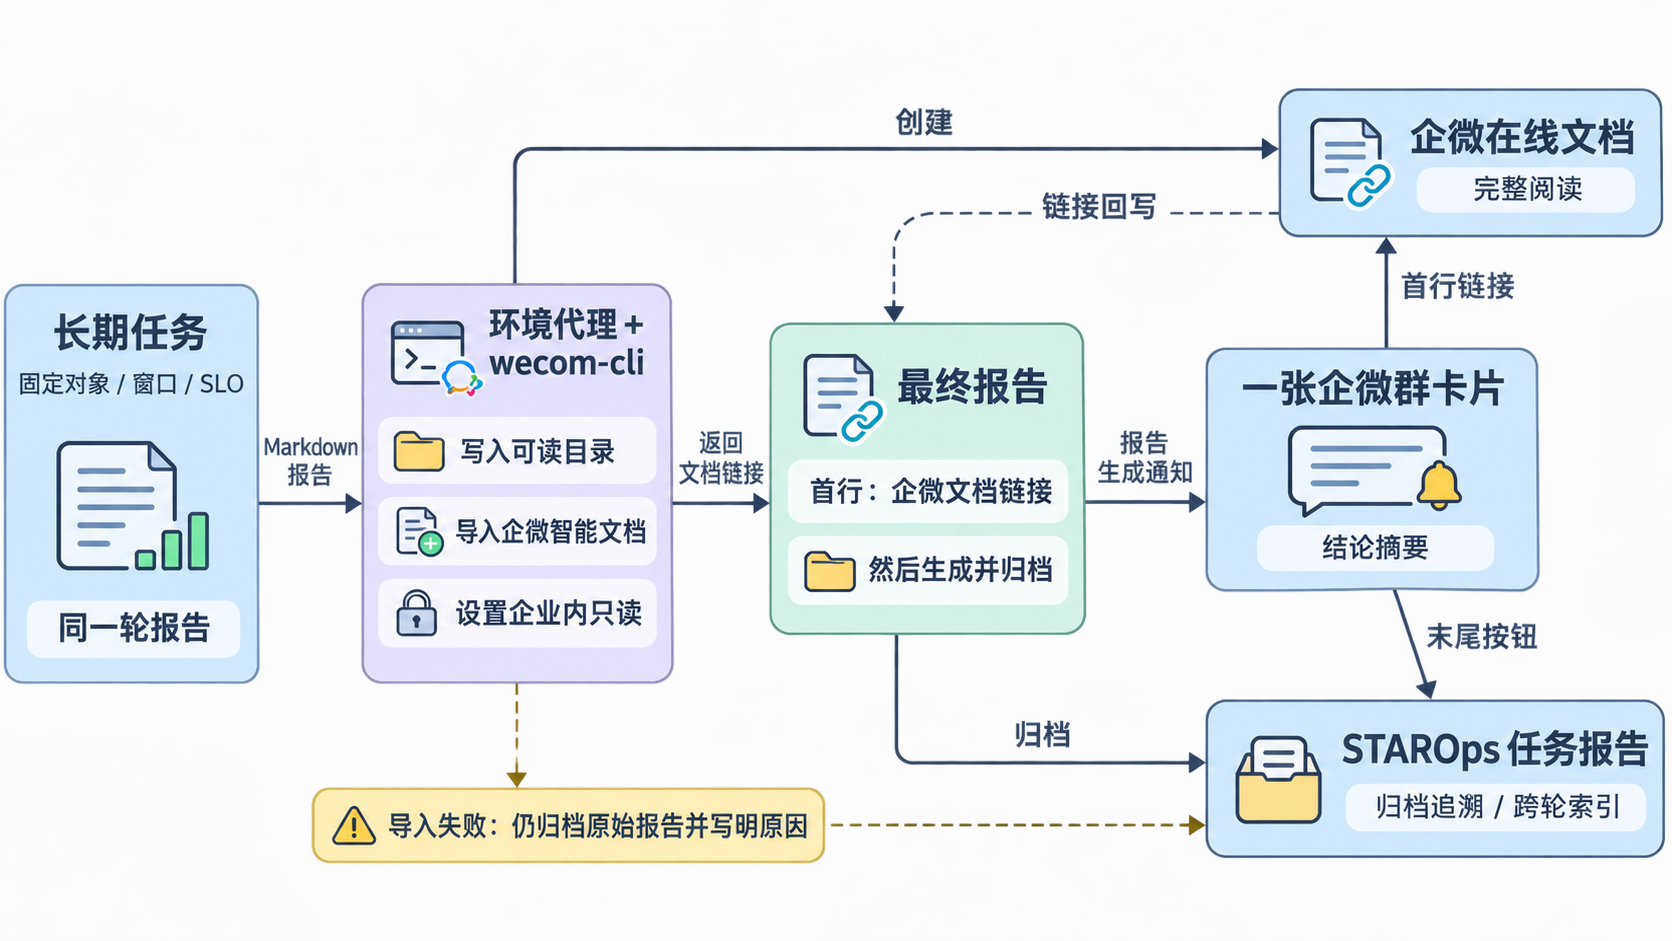 创建
企微在线文档
完整阅读
链接回写
首行链接
长期任务
固定对象 / 窗口 / SLO
同一轮报告
Markdown
报告
环境代理 +
wecom-cli
写入可读目录
导入企微智能文档
设置企业内只读
返回
文档链接
最终报告
首行：企微文档链接
然后生成并归档
报告
生成通知
一张企微群卡片
结论摘要
末尾按钮
归档
STAROps 任务报告
归档追溯 / 跨轮索引
导入失败：仍归档原始报告并写明原因